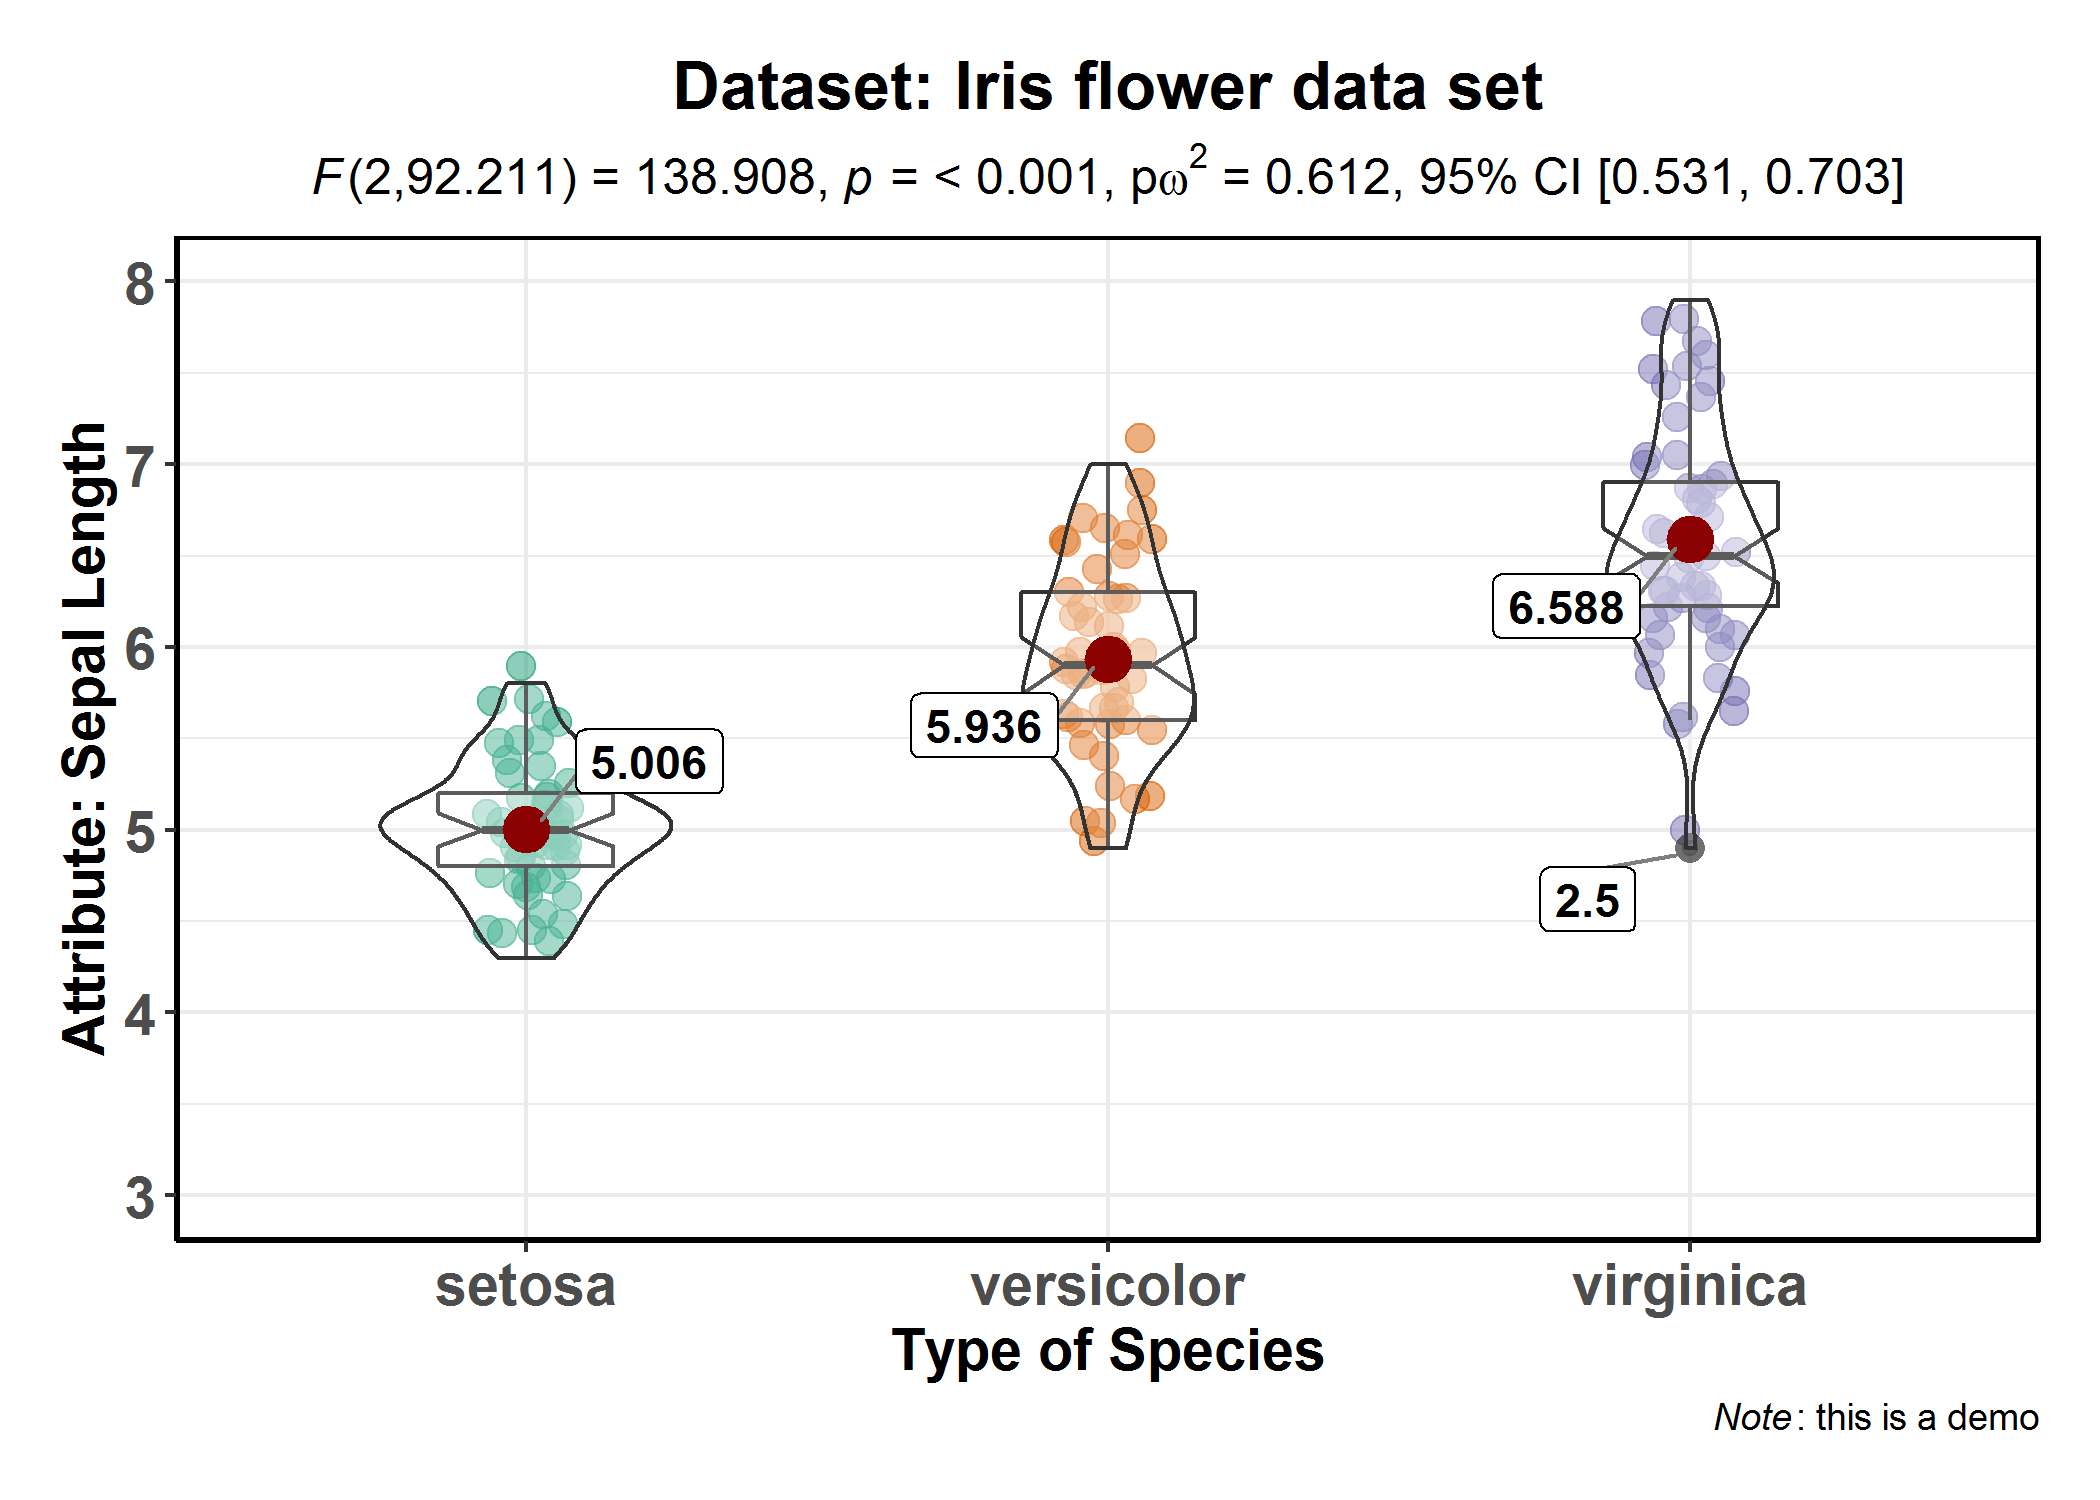 Dataset: Iris flower data set
F(2,92.211) = 138.908, p = < 0.001, pω² = 0.612, 95% CI [0.531, 0.703]
Attribute: Sepal Length
8
7
6
5
4
3
5.006
5.936
6.588
2.5
setosa versicolor virginica
Type of Species
Note: this is a demo